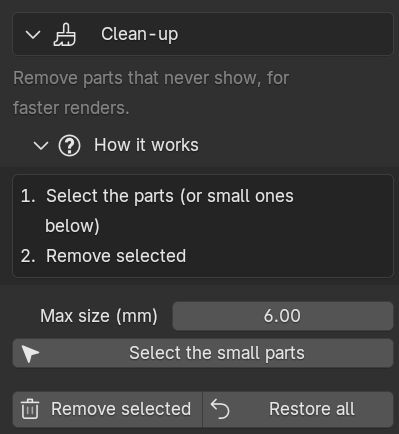 Clean-up
Remove parts that never show, for
faster renders.
How it works
1. Select the parts (or small ones
below)
2. Remove selected
Max size (mm) 6.00
Select the small parts
Remove selected Restore all